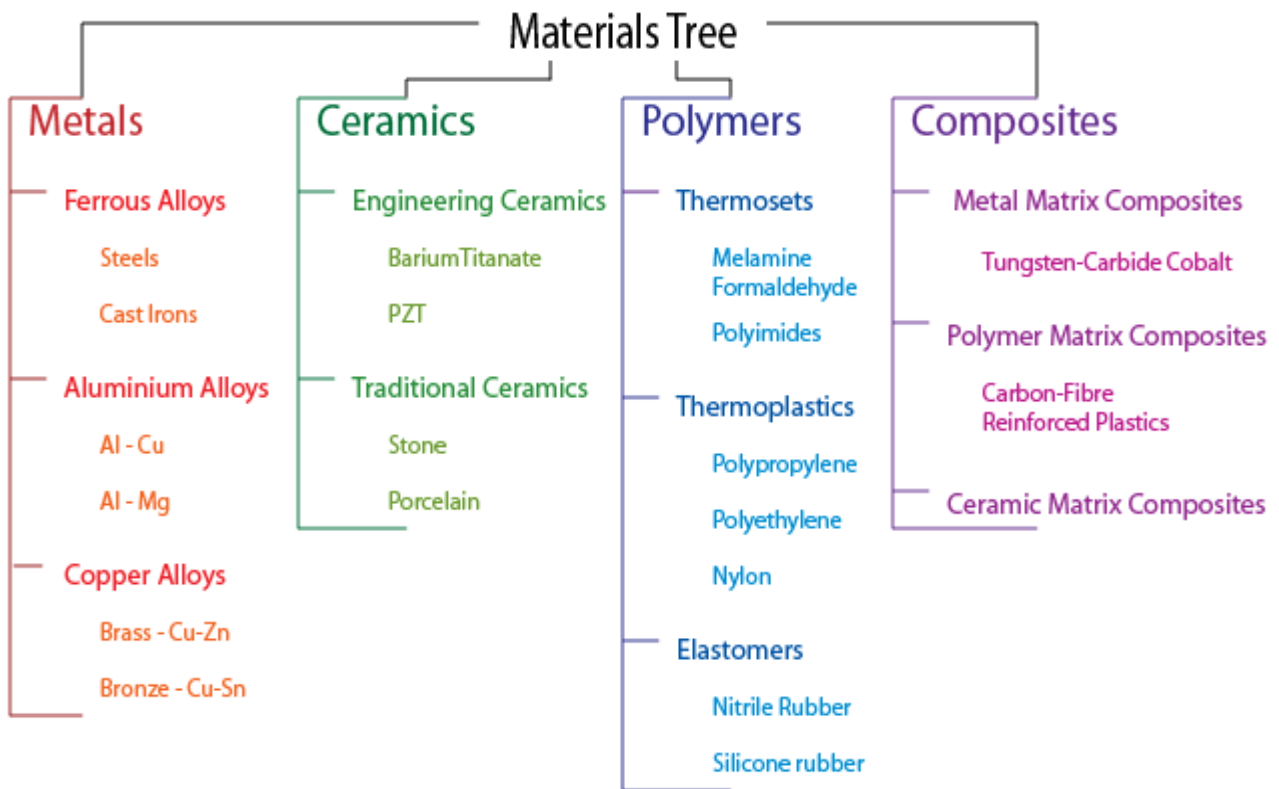 Materials Tree
Metals
Ferrous Alloys
Steels
Cast Irons
Aluminium Alloys
Al - Cu
Al - Mg
Copper Alloys
Brass - Cu-Zn
Bronze - Cu-Sn
Ceramics
Engineering Ceramics
BariumTitanate
PZT
Traditional Ceramics
Stone
Porcelain
Polymers
Thermosets
Melamine
Formaldehyde
Polyimides
Thermoplastics
Polypropylene
Polyethylene
Nylon
Elastomers
Nitrile Rubber
Silicone rubber
Composites
Metal Matrix Composites
Tungsten-Carbide Cobalt
Polymer Matrix Composites
Carbon-Fibre
Reinforced Plastics
Ceramic Matrix Composites